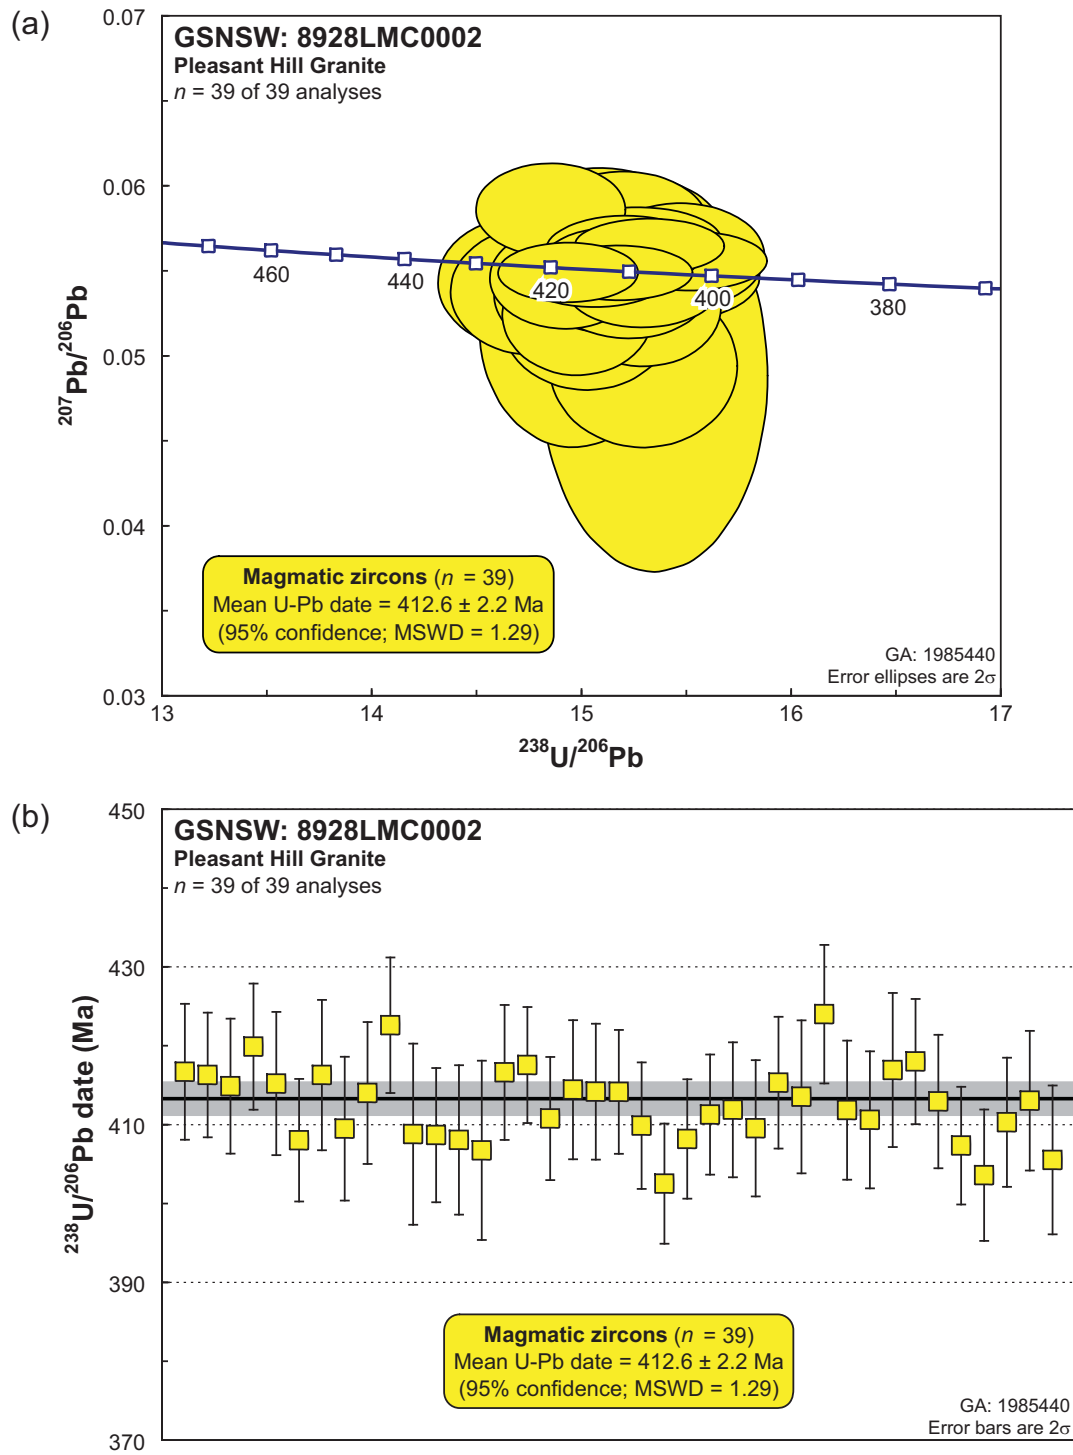 (a)
GSNSW: 8928LMC0002
Pleasant Hill Granite
n = 39 of 39 analyses
0.07
0.06
0.05
0.04
0.03
²⁰⁷Pb/²⁰⁶Pb
460
440
420
400
380
Magmatic zircons (n = 39)
Mean U-Pb date = 412.6 ± 2.2 Ma
(95% confidence; MSWD = 1.29)
GA: 1985440
Error ellipses are 2σ
13
14
15
16
17
²³⁸U/²⁰⁶Pb
(b)
GSNSW: 8928LMC0002
Pleasant Hill Granite
n = 39 of 39 analyses
450
430
410
390
370
²³⁸U/²⁰⁶Pb date (Ma)
Magmatic zircons (n = 39)
Mean U-Pb date = 412.6 ± 2.2 Ma
(95% confidence; MSWD = 1.29)
GA: 1985440
Error bars are 2σ